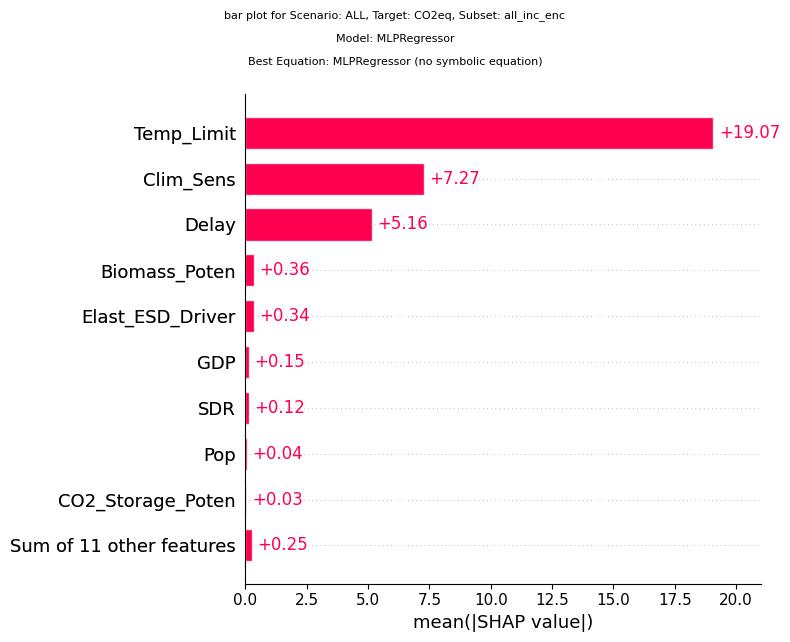 bar plot for Scenario: ALL, Target: CO2eq, Subset: all_inc_enc
Model: MLPRegressor
Best Equation: MLPRegressor (no symbolic equation)
Temp_Limit +19.07
Clim_Sens +7.27
Delay +5.16
Biomass_Poten +0.36
Elast_ESD_Driver +0.34
GDP +0.15
SDR +0.12
Pop +0.04
CO2_Storage_Poten +0.03
Sum of 11 other features +0.25
0.0 2.5 5.0 7.5 10.0 12.5 15.0 17.5 20.0
mean(|SHAP value|)